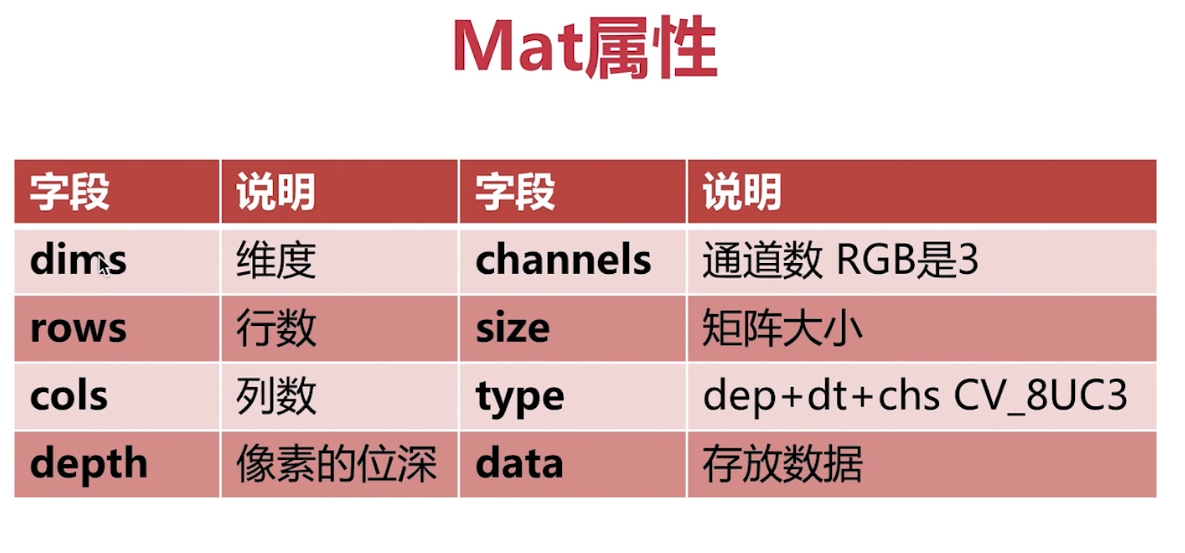 Mat属性
字段 说明 字段 说明
dims 维度 channels 通道数 RGB是3
rows 行数 size 矩阵大小
cols 列数 type dep+dt+chs CV_8UC3
depth 像素的位深 data 存放数据